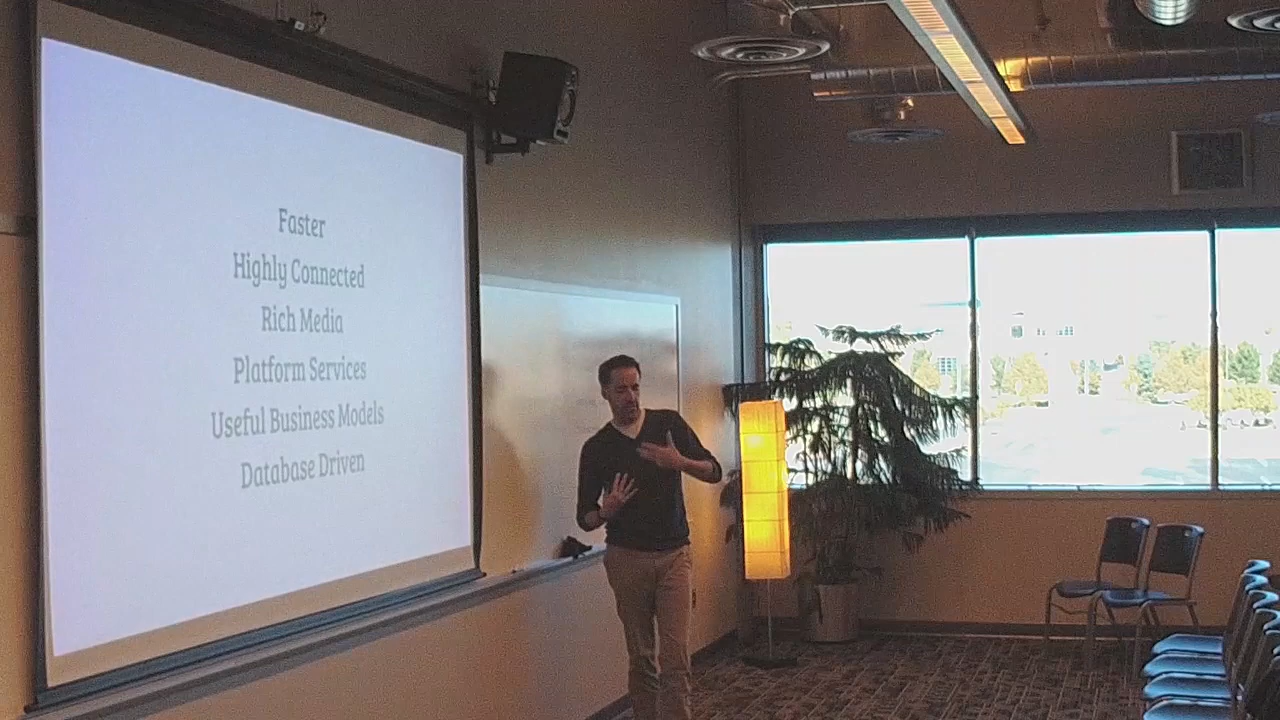 Faster
Highly Connected
Rich Media
Platform Services
Useful Business Models
Database Driven